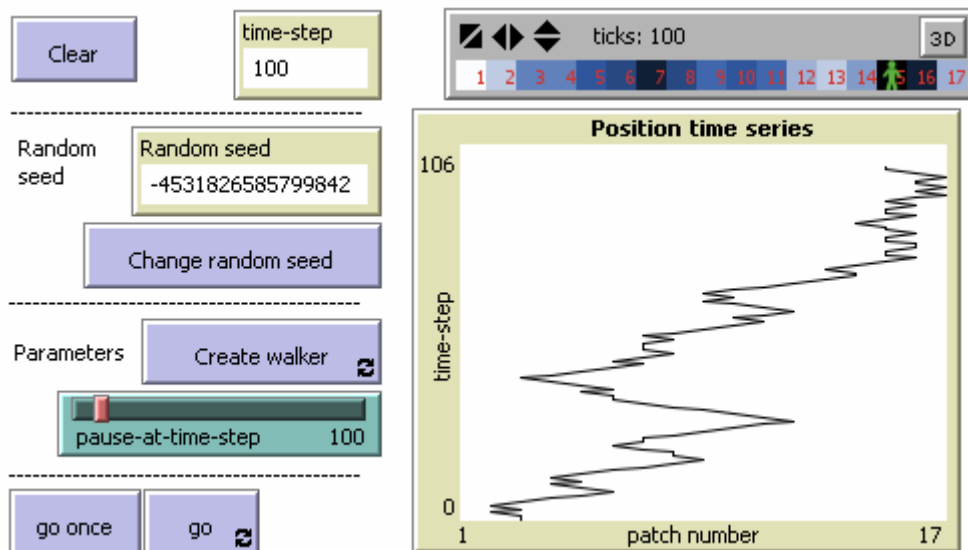 Clear
time-step
100
ticks: 100
3D
1 2 3 4 5 6 7 8 9 10 11 12 13 14 15 16 17
Random
seed
Random seed
-4531826585799842
Change random seed
Parameters
Create walker
pause-at-time-step 100
go once
go
Position time series
106
time-step
0
1
patch number
17